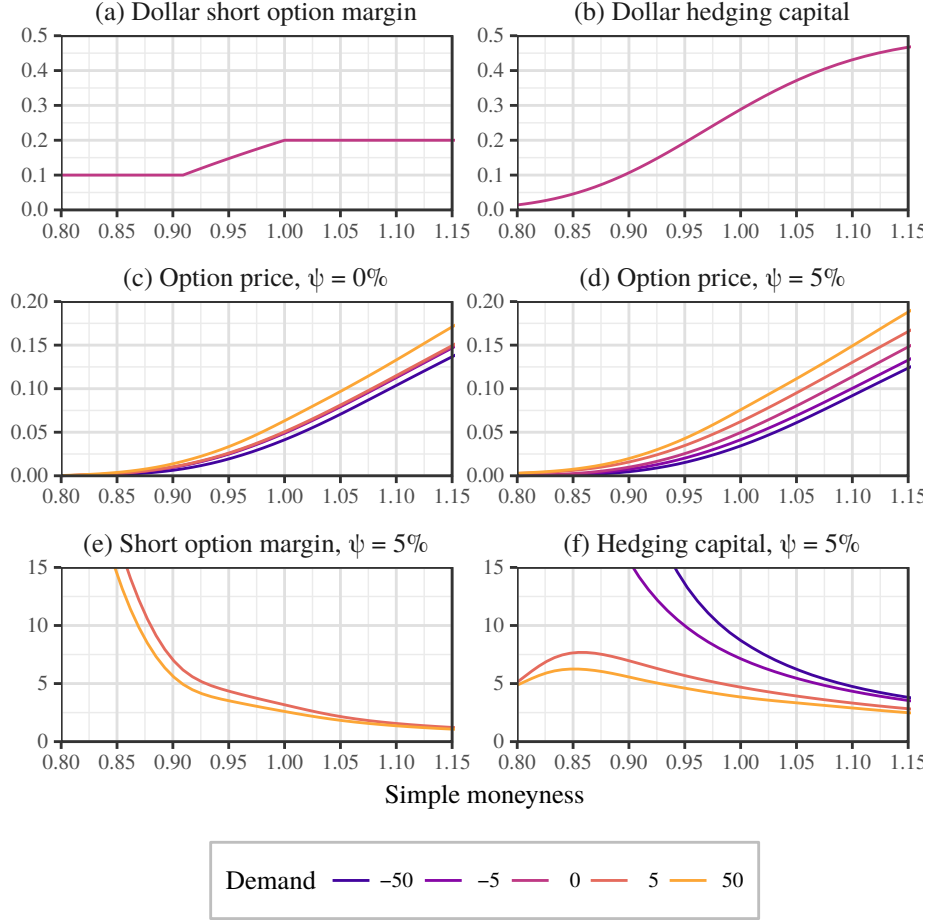 (a) Dollar short option margin
(b) Dollar hedging capital
0.5
0.4
0.3
0.2
0.1
0.0
0.80 0.85 0.90 0.95 1.00 1.05 1.10 1.15
0.5
0.4
0.3
0.2
0.1
0.0
0.80 0.85 0.90 0.95 1.00 1.05 1.10 1.15
(c) Option price, ψ = 0%
(d) Option price, ψ = 5%
0.20
0.15
0.10
0.05
0.00
0.80 0.85 0.90 0.95 1.00 1.05 1.10 1.15
0.20
0.15
0.10
0.05
0.00
0.80 0.85 0.90 0.95 1.00 1.05 1.10 1.15
(e) Short option margin, ψ = 5%
(f) Hedging capital, ψ = 5%
15
10
5
0
0.80 0.85 0.90 0.95 1.00 1.05 1.10 1.15
15
10
5
0
0.80 0.85 0.90 0.95 1.00 1.05 1.10 1.15
Simple moneyness
Demand −50 −5 0 5 50